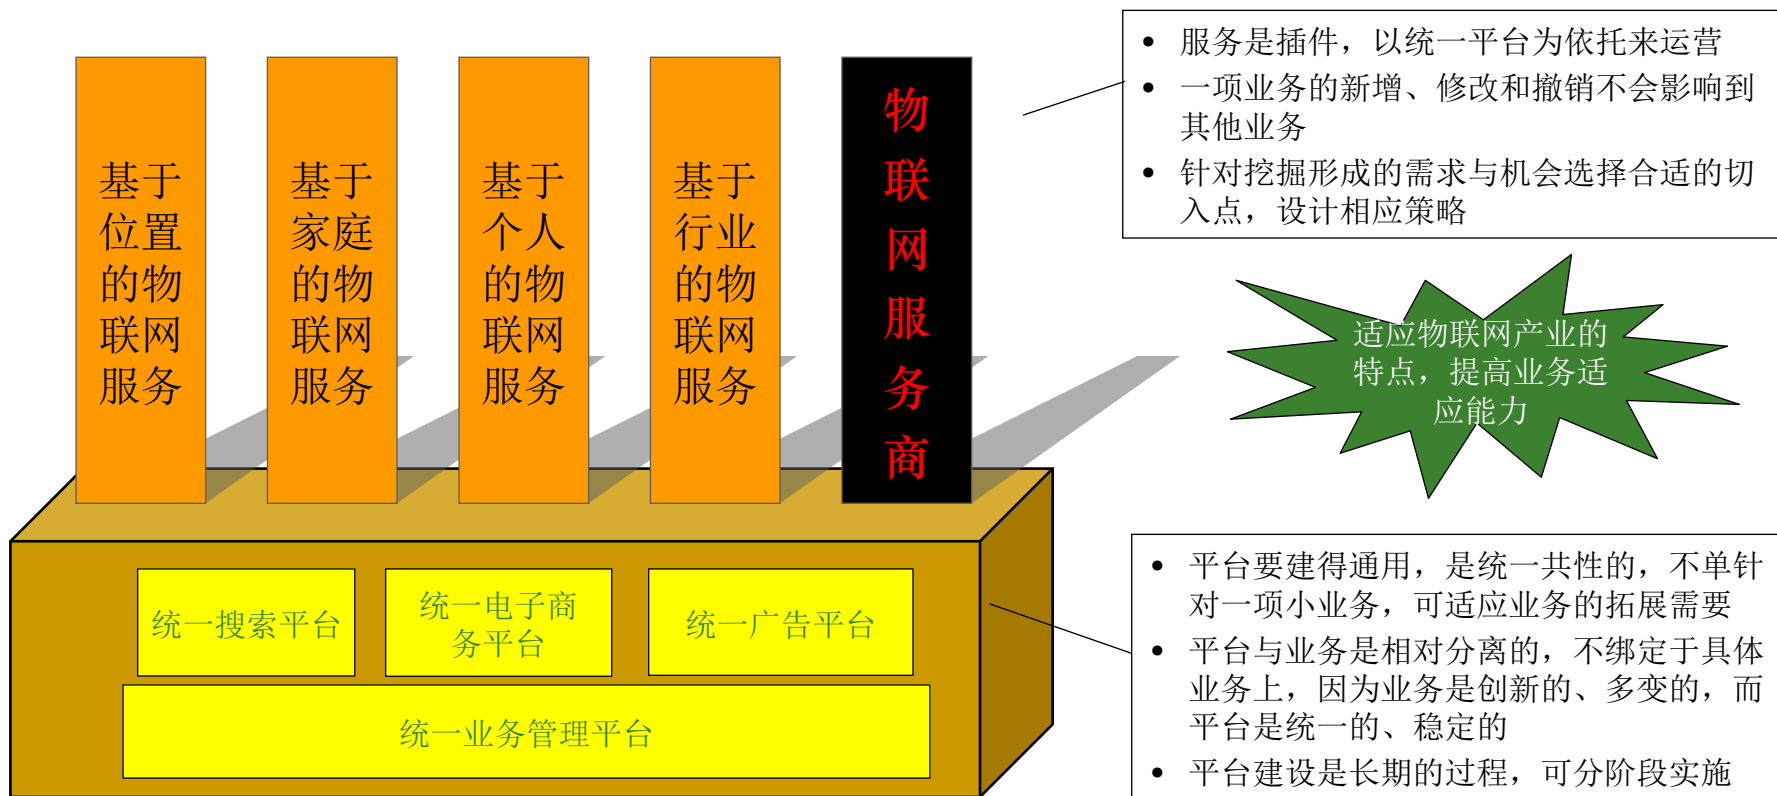 基于
位置
的物
联网
服务
基于
家庭
的物
联网
服务
基于
个人
的物
联网
服务
基于
行业
的物
联网
服务
物
联
网
服
务
商
• 服务是插件，以统一平台为依托来运营
• 一项业务的新增、修改和撤销不会影响到
其他业务
• 针对挖掘形成的需求与机会选择合适的切
入点，设计相应策略
适应物联网产业的
特点，提高业务适
应能力
统一搜索平台
统一电子商
务平台
统一广告平台
统一业务管理平台
• 平台要建得通用，是统一共性的，不单针
对一项小业务，可适应业务的拓展需要
• 平台与业务是相对分离的，不绑定于具体
业务上，因为业务是创新的、多变的，而
平台是统一的、稳定的
• 平台建设是长期的过程，可分阶段实施